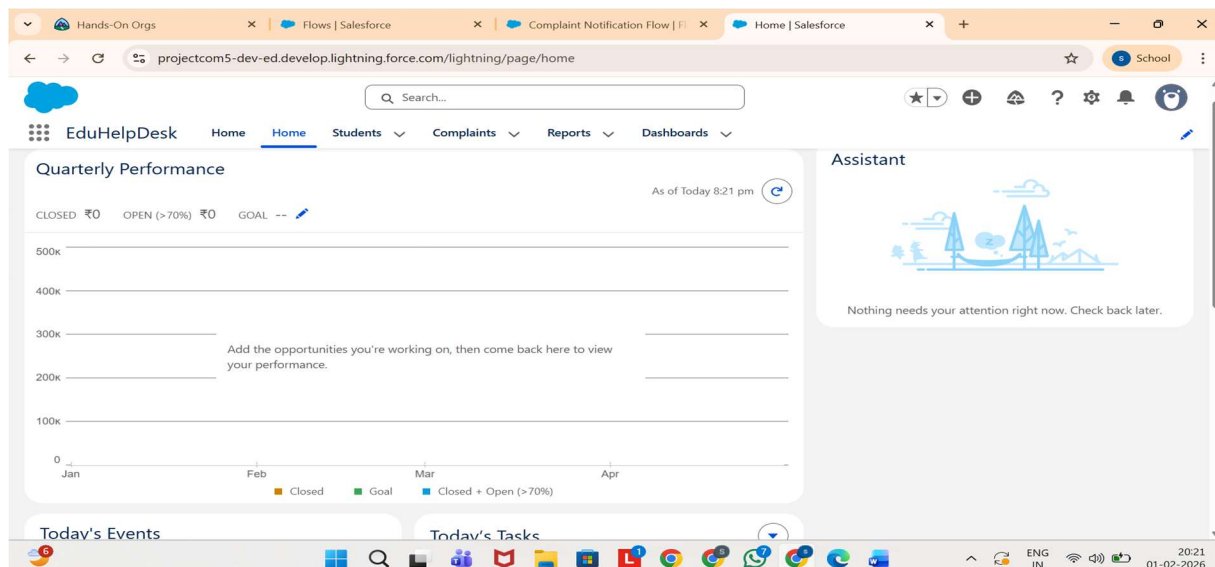 Hands-On Orgs
Flows | Salesforce
Complaint Notification Flow | Fl
Home | Salesforce
projectcom5-dev-ed.develop.lightning.force.com/lightning/page/home
s School
Search...
EduHelpDesk Home Home Students Complaints Reports Dashboards
Quarterly Performance
As of Today 8:21 pm
CLOSED ₹0 OPEN (>70%) ₹0 GOAL --
500K
400K
300K
Add the opportunities you're working on, then come back here to view
your performance.
200K
100K
0
Jan Feb Mar Apr
Closed Goal Closed + Open (>70%)
Assistant
z
Nothing needs your attention right now. Check back later.
Today's Events
Today's Tasks
6
L 1
s
7
s
ENG
IN
20:21
01-02-2026